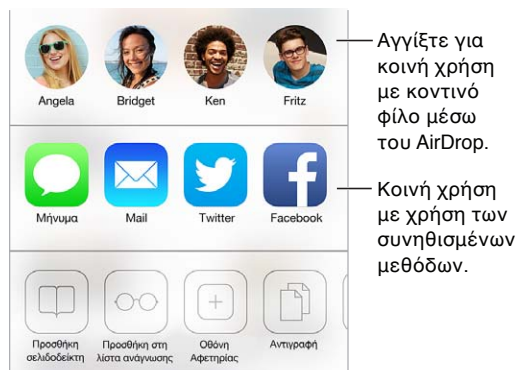 Angela Bridget Ken Fritz
Αγγίξτε για
κοινή χρήση
με κοντινό
φίλο μέσω
του AirDrop.
Μήνυμα Mail Twitter Facebook
Κοινή χρήση
με χρήση των
συνηθισμένων
μεθόδων.
Προσθήκη σελιδοδείκτη
Προσθήκη στη λίστα ανάγνωσης
Οθόνη Αφετηρίας
Αντιγραφή